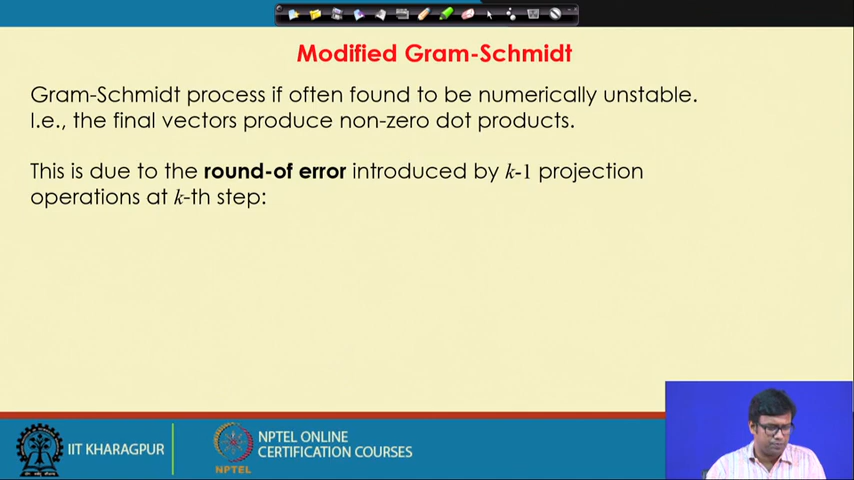 Modified Gram-Schmidt
Gram-Schmidt process if often found to be numerically unstable.
I.e., the final vectors produce non-zero dot products.
This is due to the round-of error introduced by k-1 projection
operations at k-th step:
IIT KHARAGPUR
NPTEL
NPTEL ONLINE
CERTIFICATION COURSES